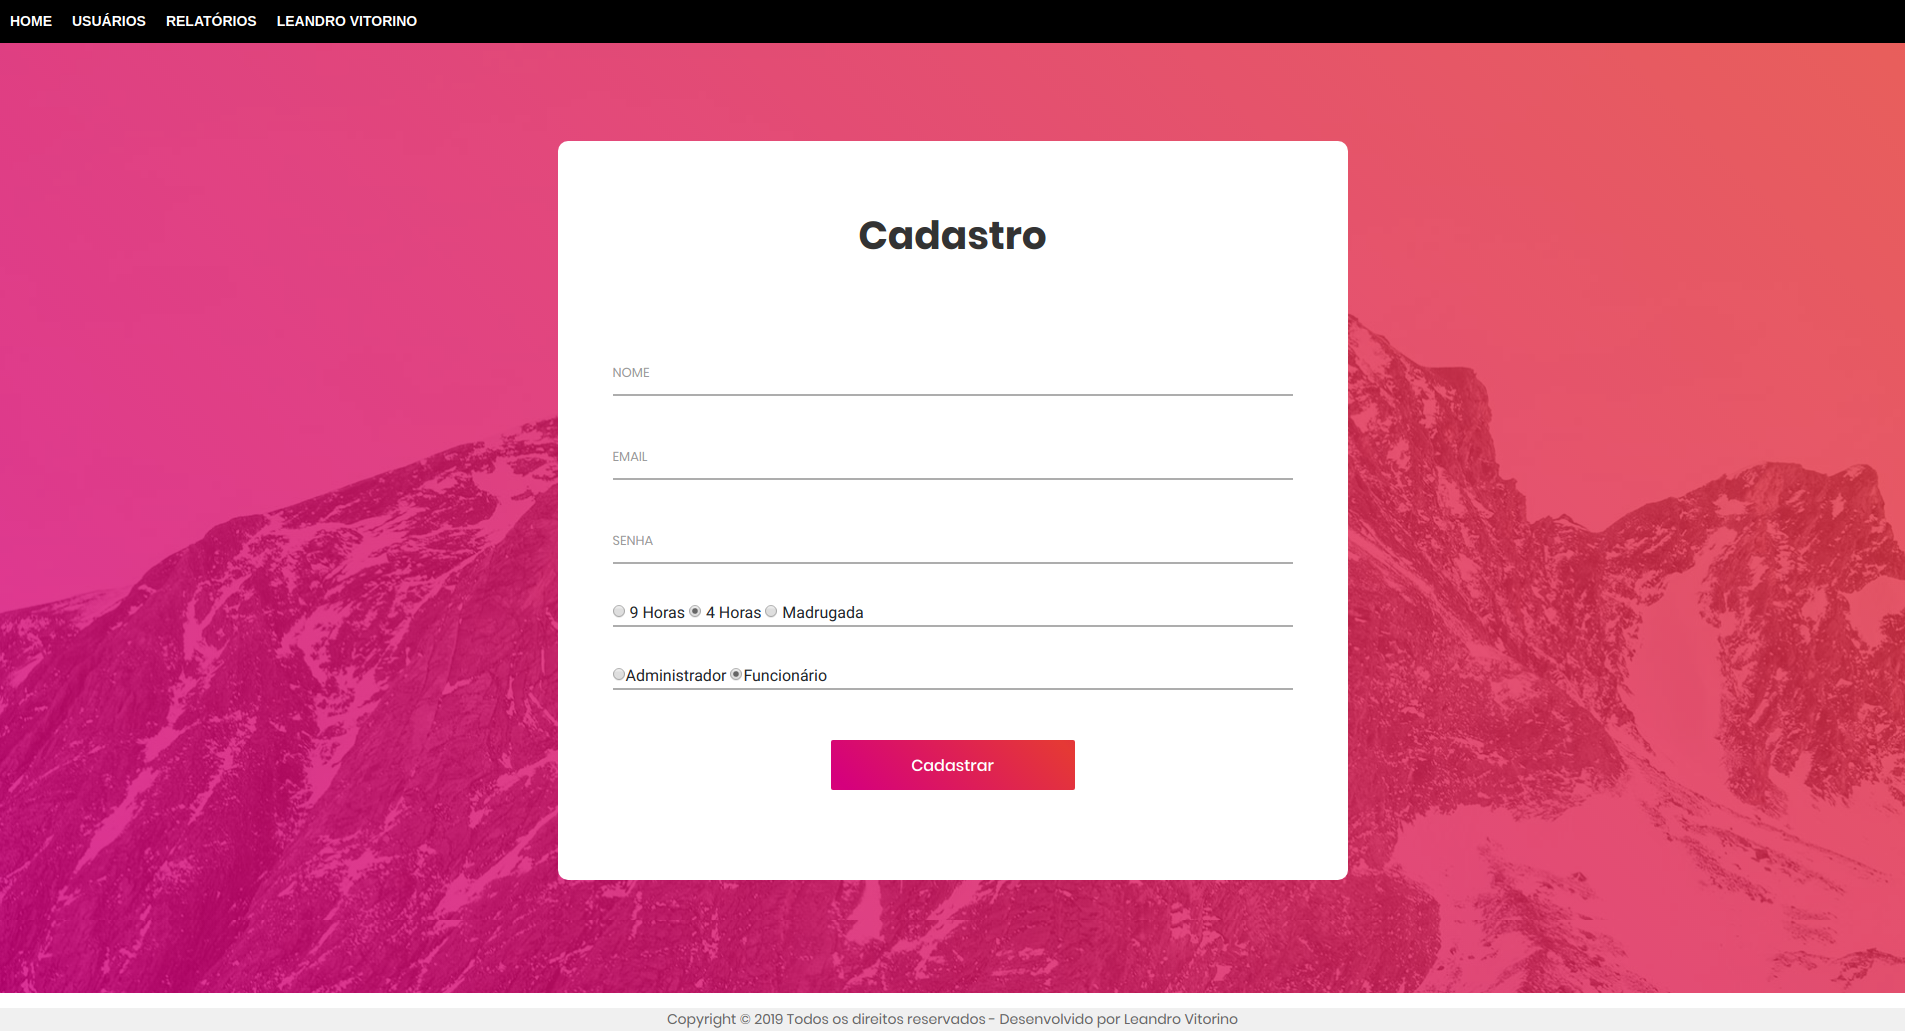 HOME USUÁRIOS RELATÓRIOS LEANDRO VITORINO
Cadastro
NOME
EMAIL
SENHA
9 Horas 4 Horas Madrugada
Administrador Funcionário
Cadastrar
Copyright © 2019 Todos os direitos reservados - Desenvolvido por Leandro Vitorino